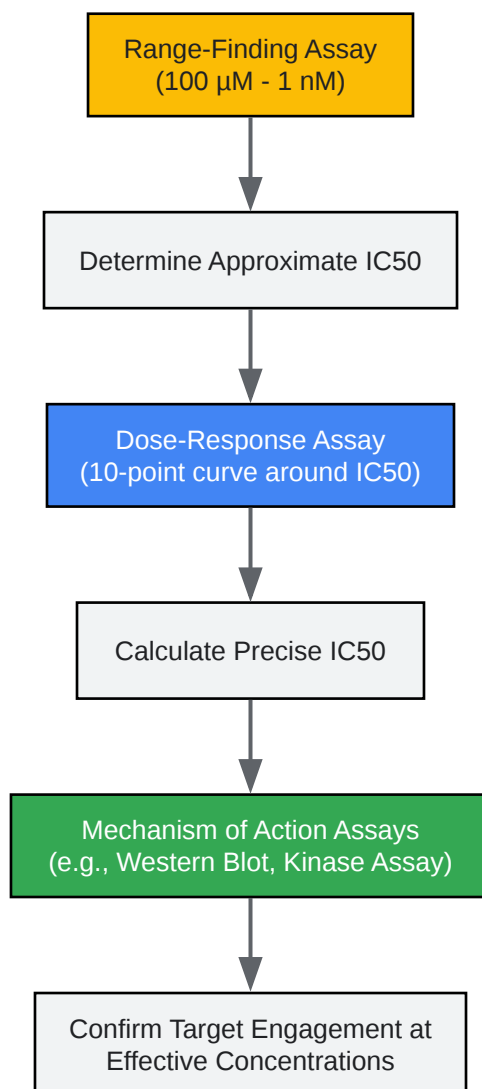 Range-Finding Assay
(100 µM - 1 nM)
Determine Approximate IC50
Dose-Response Assay
(10-point curve around IC50)
Calculate Precise IC50
Mechanism of Action Assays
(e.g., Western Blot, Kinase Assay)
Confirm Target Engagement at
Effective Concentrations